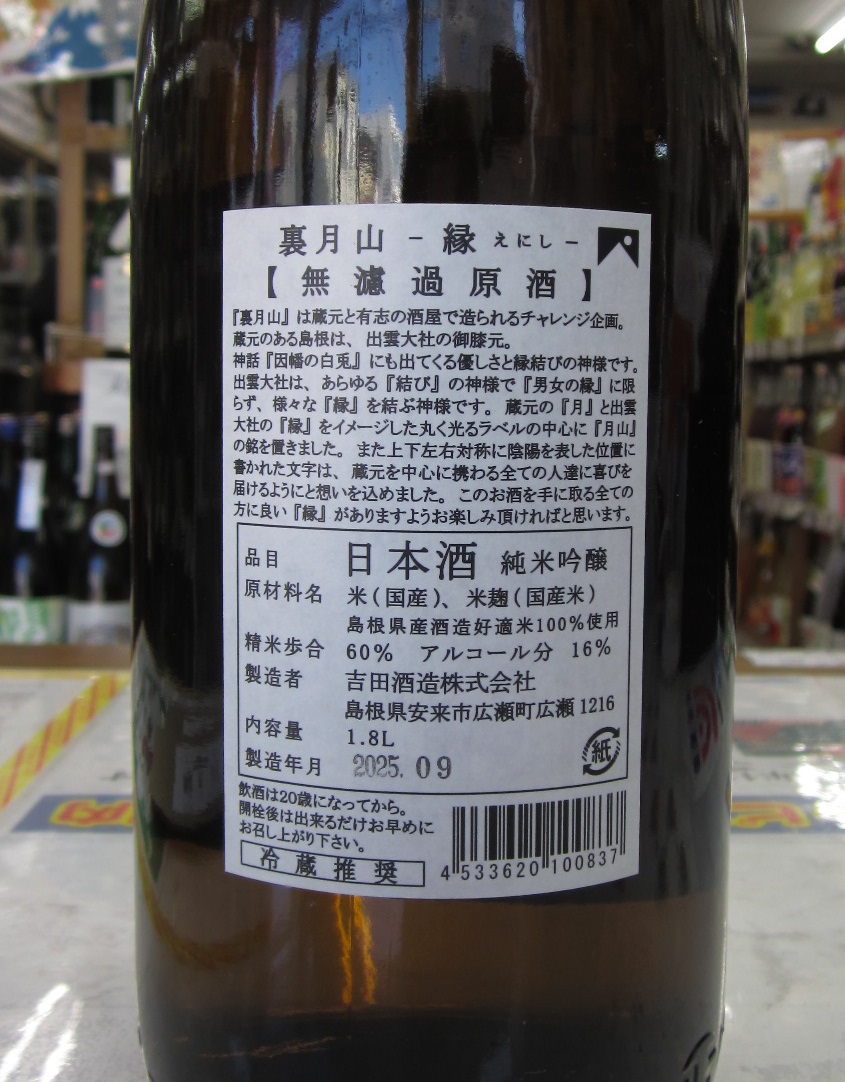 裏月山 － 縁 えにし－
【無濾過原酒】
『裏月山』は蔵元と有志の酒屋で造られるチャレンジ企画。
蔵元のある島根は、出雲大社の御膝元。
神話『因幡の白兎』にも出てくる優しさと縁結びの神様です。
出雲大社は、あらゆる『結び』の神様で『男女の縁』に限
らず、様々な『縁』を結ぶ神様です。蔵元の『月』と出雲
大社の『縁』をイメージした丸く光るラベルの中心に『月山』
の銘を置きました。また上下左右対称に陰陽を表した位置に
書かれた文字は、蔵元を中心に携わる全ての人達に喜びを
届けるようにと想いを込めました。このお酒を手に取る全ての
方に良い『縁』がありますようお楽しみ頂ければと思います。
品目 日本酒 純米吟醸
原材料名 米(国産)、米麹(国産米)
島根県産酒造好適米100%使用
精米歩合 60% アルコール分 16%
製造者 吉田酒造株式会社
島根県安来市広瀬町広瀬1216
内容量 1.8L
製造年月 2025.09
紙
飲酒は20歳になってから。
開栓後は出来るだけお早めに
お召し上がり下さい。
冷蔵推奨
4 533620 100837